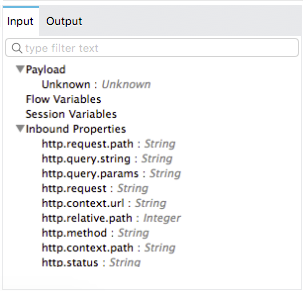 Input Output
type filter text
Payload
Unknown : Unknown
Flow Variables
Session Variables
Inbound Properties
http.request.path : String
http.query.string : String
http.query.params : String
http.request : String
http.context.url : String
http.relative.path : Integer
http.method : String
http.context.path : String
http.status : String